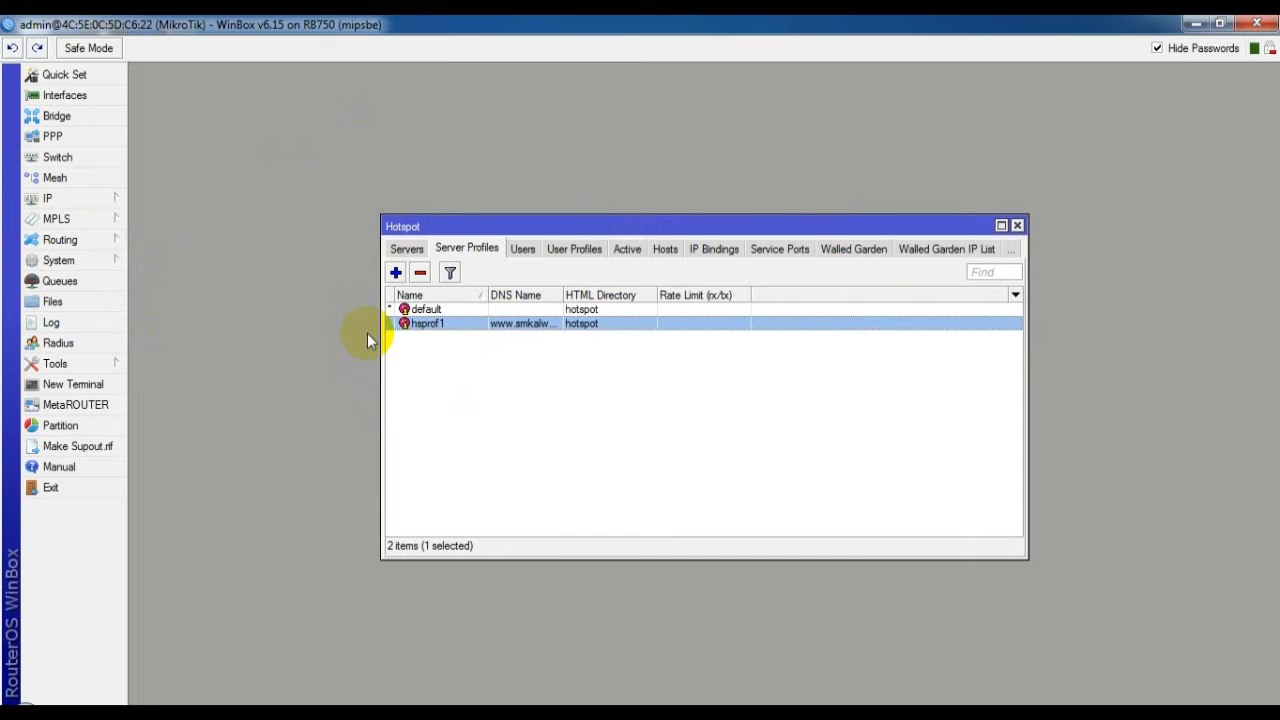 admin@4C:5E:0C:5D:C6:22 (MikroTik) - WinBox v6.15 on RB750 (mipsbe)
Safe Mode
Hide Passwords
Quick Set
Interfaces
Bridge
PPP
Switch
Mesh
IP
MPLS
Routing
System
Queues
Files
Log
Radius
Tools
New Terminal
MetaROUTER
Partition
Make Supout.rif
Manual
Exit
RouterOS WinBox
Hotspot
Servers Server Profiles Users User Profiles Active Hosts IP Bindings Service Ports Walled Garden Walled Garden IP List ...
Find
Name DNS Name HTML Directory Rate Limit (rx/tx)
* default hotspot
hsprof1 www.smkalw... hotspot
2 items (1 selected)